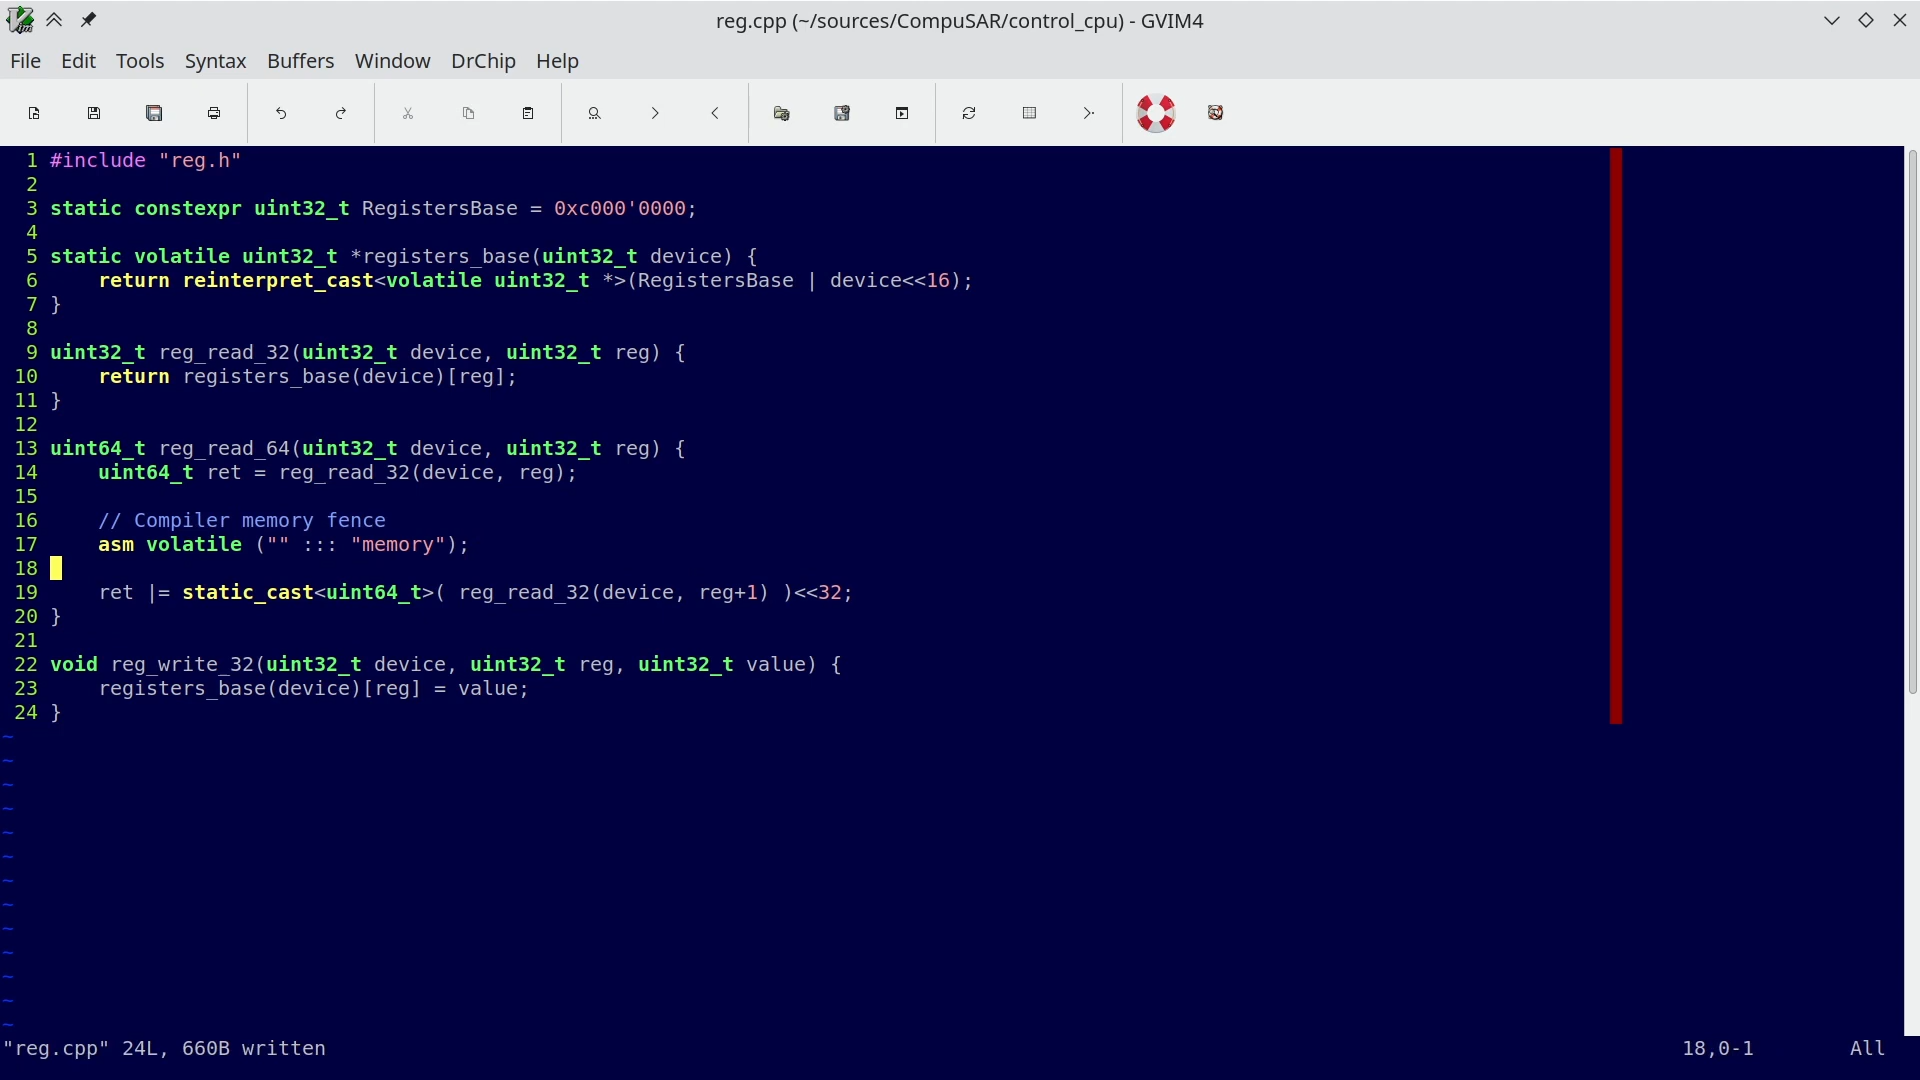 reg.cpp (~/sources/CompuSAR/control_cpu) - GVIM4
File Edit Tools Syntax Buffers Window DrChip Help
1 #include "reg.h"
2
3 static constexpr uint32_t RegistersBase = 0xc000'0000;
4
5 static volatile uint32_t *registers_base(uint32_t device) {
6     return reinterpret_cast<volatile uint32_t *>(RegistersBase | device<<16);
7 }
8
9 uint32_t reg_read_32(uint32_t device, uint32_t reg) {
10     return registers_base(device)[reg];
11 }
12
13 uint64_t reg_read_64(uint32_t device, uint32_t reg) {
14     uint64_t ret = reg_read_32(device, reg);
15
16     // Compiler memory fence
17     asm volatile ("" ::: "memory");
18
19     ret |= static_cast<uint64_t>( reg_read_32(device, reg+1) )<<32;
20 }
21
22 void reg_write_32(uint32_t device, uint32_t reg, uint32_t value) {
23     registers_base(device)[reg] = value;
24 }
~
~
~
~
~
~
~
~
~
~
~
~
~
"reg.cpp" 24L, 660B written 18,0-1 All